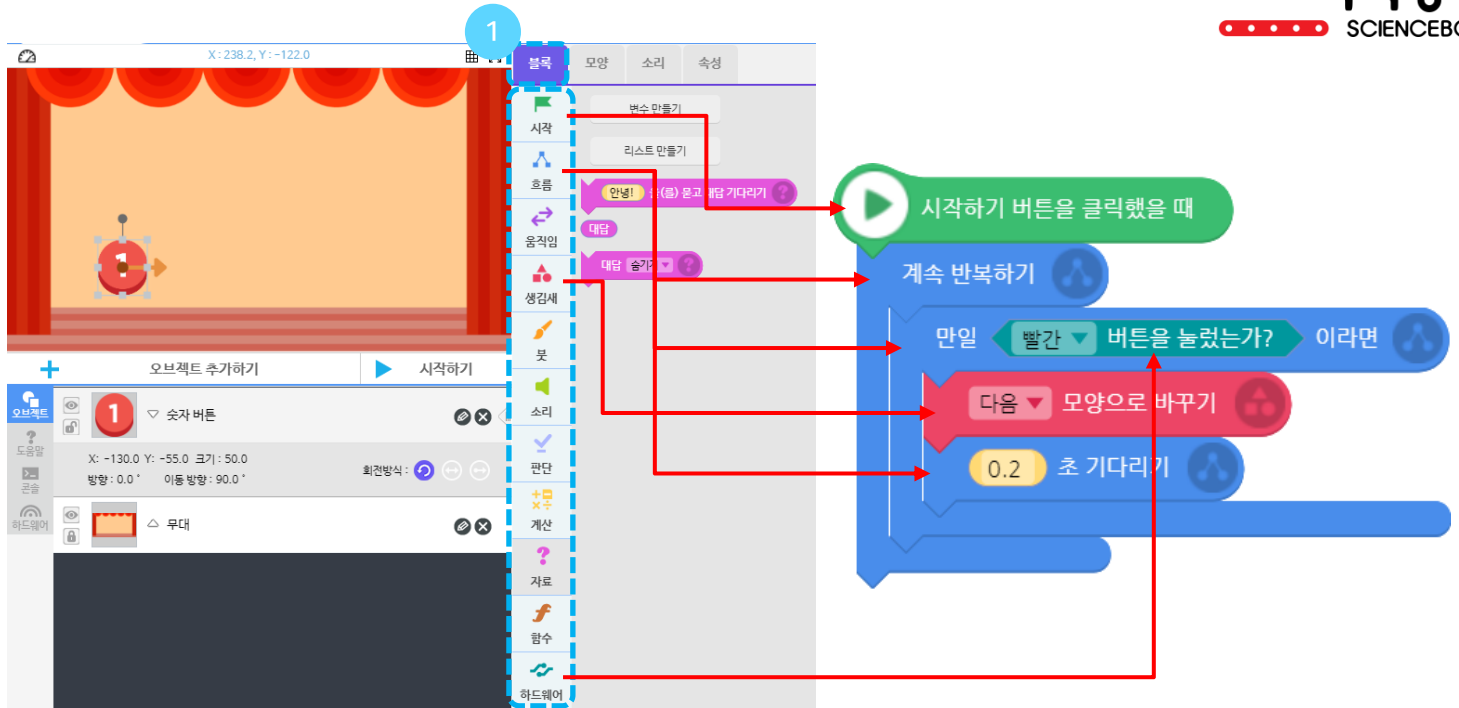 SCIENCEBO
1
X : 238.2, Y : -122.0
블록
모양
소리
속성
시작
흐름
움직임
생김새
붓
소리
판단
계산
자료
함수
하드웨어
변수 만들기
리스트 만들기
안녕! 을(를) 묻고 대답 기다리기
대답
대답 숨기기
1
오브젝트 추가하기
시작하기
오브젝트
도움말
콘솔
하드웨어
1
숫자 버튼
X: -130.0 Y: -55.0 크기 : 50.0
방향 : 0.0 ° 이동 방향 : 90.0 °
회전방식 :
무대
시작하기 버튼을 클릭했을 때
계속 반복하기
만일 빨간 버튼을 눌렀는가? 이라면
다음 모양으로 바꾸기
0.2 초 기다리기